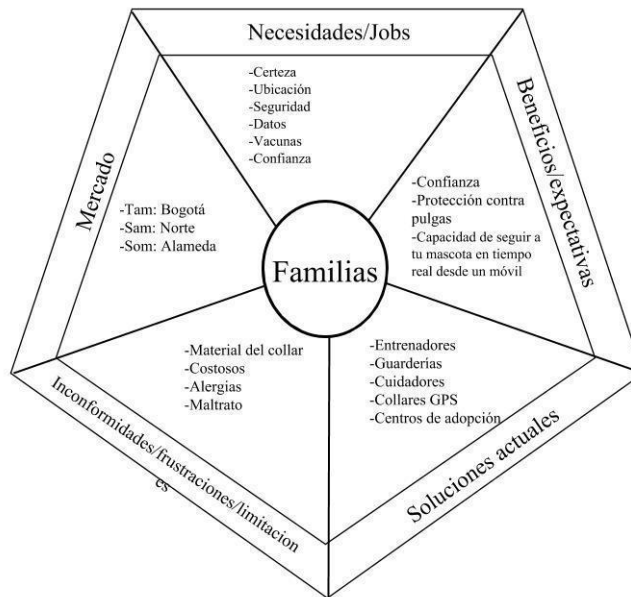 Necesidades/Jobs
-Certeza
-Ubicación
-Seguridad
-Datos
-Vacunas
-Confianza
Beneficios/expectativas
-Confianza
-Protección contra
pulgas
-Capacidad de seguir a
tu mascota en tiempo
real desde un móvil
Mercado
-Tam: Bogotá
-Sam: Norte
-Som: Alameda
Familias
-Material del collar
-Costosos
-Alergias
-Maltrato
-Entrenadores
-Guarderías
-Cuidadores
-Collares GPS
-Centros de adopción
Inconformidades/frustraciones/limitacion
es
Soluciones actuales